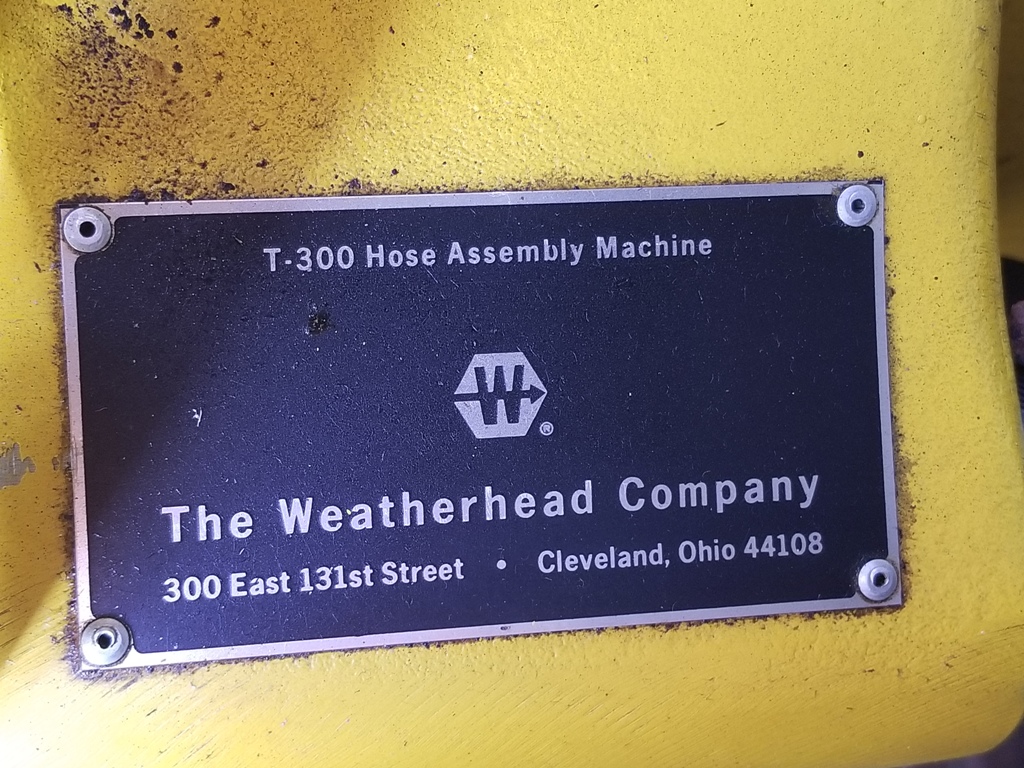 T-300 Hose Assembly Machine
W®
The Weatherhead Company
300 East 131st Street • Cleveland, Ohio 44108